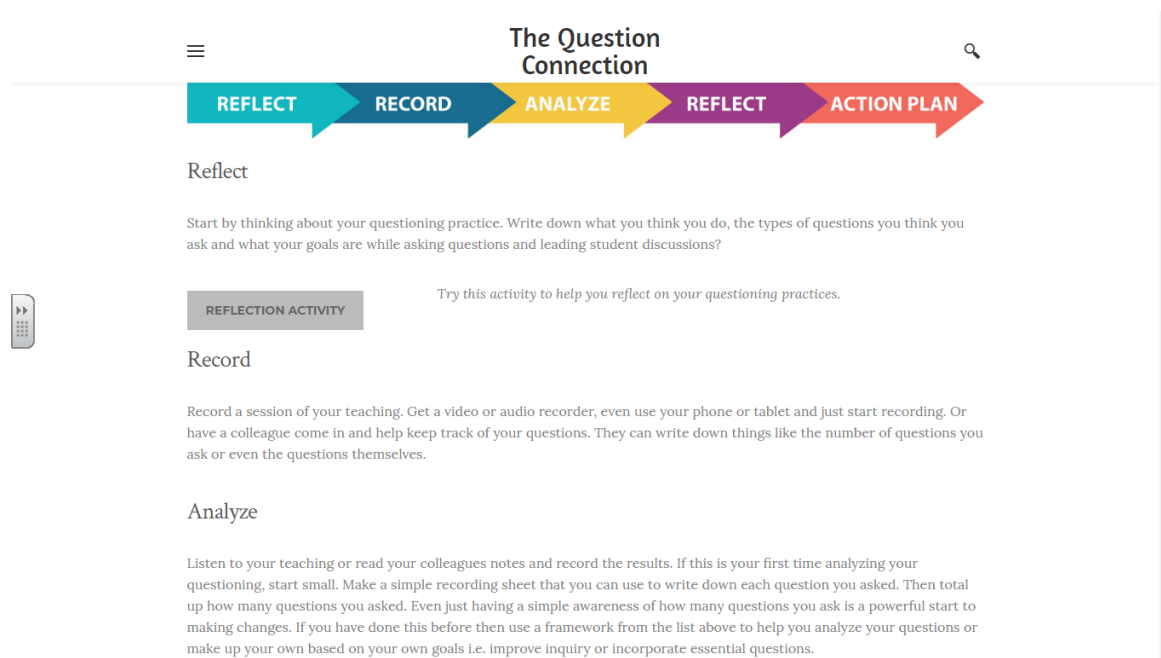 The Question
Connection
REFLECT RECORD ANALYZE REFLECT ACTION PLAN
Reflect
Start by thinking about your questioning practice. Write down what you think you do, the types of questions you think you
ask and what your goals are while asking questions and leading student discussions?
Try this activity to help you reflect on your questioning practices.
REFLECTION ACTIVITY
Record
Record a session of your teaching. Get a video or audio recorder, even use your phone or tablet and just start recording. Or
have a colleague come in and help keep track of your questions. They can write down things like the number of questions you
ask or even the questions themselves.
Analyze
Listen to your teaching or read your colleagues notes and record the results. If this is your first time analyzing your
questioning, start small. Make a simple recording sheet that you can use to write down each question you asked. Then total
up how many questions you asked. Even just having a simple awareness of how many questions you ask is a powerful start to
making changes. If you have done this before then use a framework from the list above to help you analyze your questions or
make up your own based on your own goals i.e. improve inquiry or incorporate essential questions.